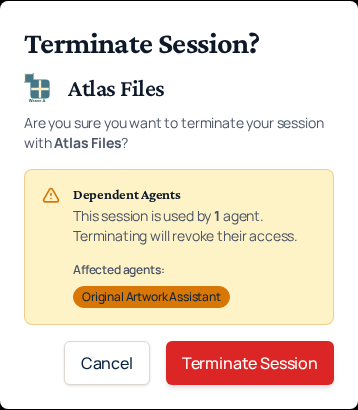 Terminate Session?
Atlas Files
Are you sure you want to terminate your session
with Atlas Files?
Dependent Agents
This session is used by 1 agent.
Terminating will revoke their access.
Affected agents:
Original Artwork Assistant
Cancel
Terminate Session